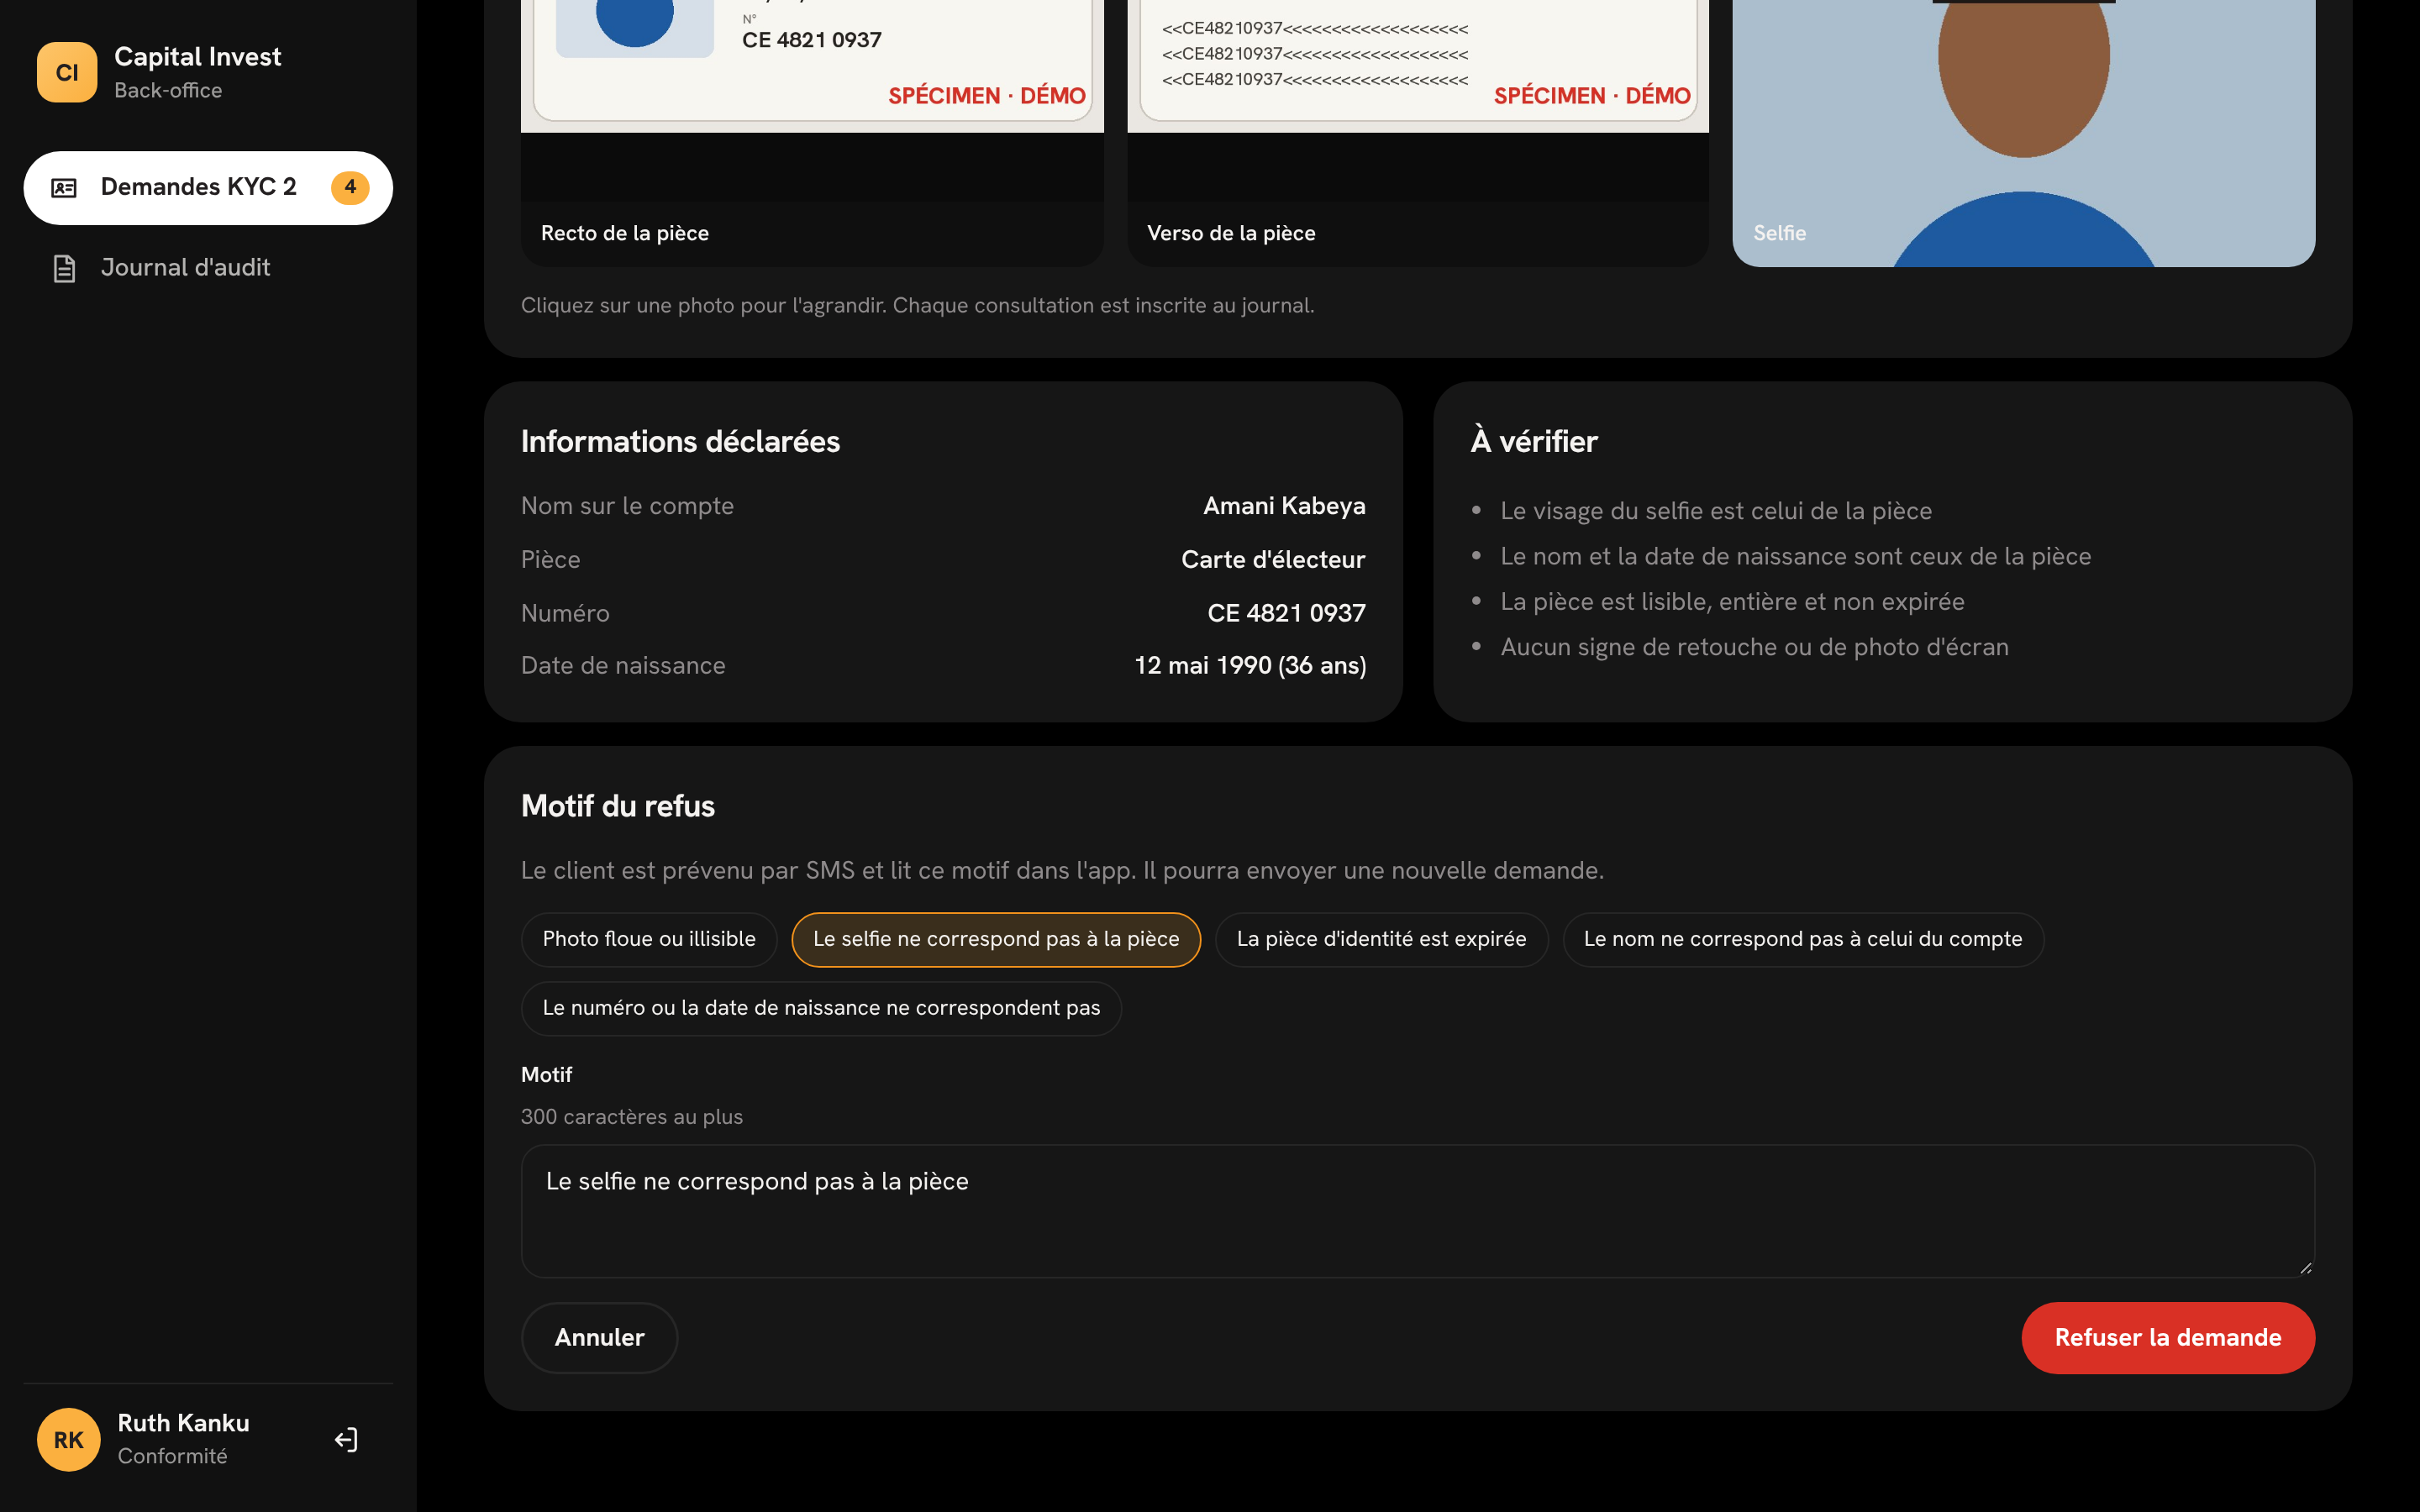 CI
Capital Invest
Back-office
Demandes KYC 2
4
Journal d'audit
N°
CE 4821 0937
SPÉCIMEN · DÉMO
<<CE48210937<<<<<<<<<<<<<<<<<<<
<<CE48210937<<<<<<<<<<<<<<<<<<<
<<CE48210937<<<<<<<<<<<<<<<<<<<
SPÉCIMEN · DÉMO
Recto de la pièce
Verso de la pièce
Selfie
Cliquez sur une photo pour l'agrandir. Chaque consultation est inscrite au journal.
Informations déclarées
Nom sur le compte
Amani Kabeya
Pièce
Carte d'électeur
Numéro
CE 4821 0937
Date de naissance
12 mai 1990 (36 ans)
À vérifier
• Le visage du selfie est celui de la pièce
• Le nom et la date de naissance sont ceux de la pièce
• La pièce est lisible, entière et non expirée
• Aucun signe de retouche ou de photo d'écran
Motif du refus
Le client est prévenu par SMS et lit ce motif dans l'app. Il pourra envoyer une nouvelle demande.
Photo floue ou illisible
Le selfie ne correspond pas à la pièce
La pièce d'identité est expirée
Le nom ne correspond pas à celui du compte
Le numéro ou la date de naissance ne correspondent pas
Motif
300 caractères au plus
Le selfie ne correspond pas à la pièce
Annuler
Refuser la demande
RK
Ruth Kanku
Conformité